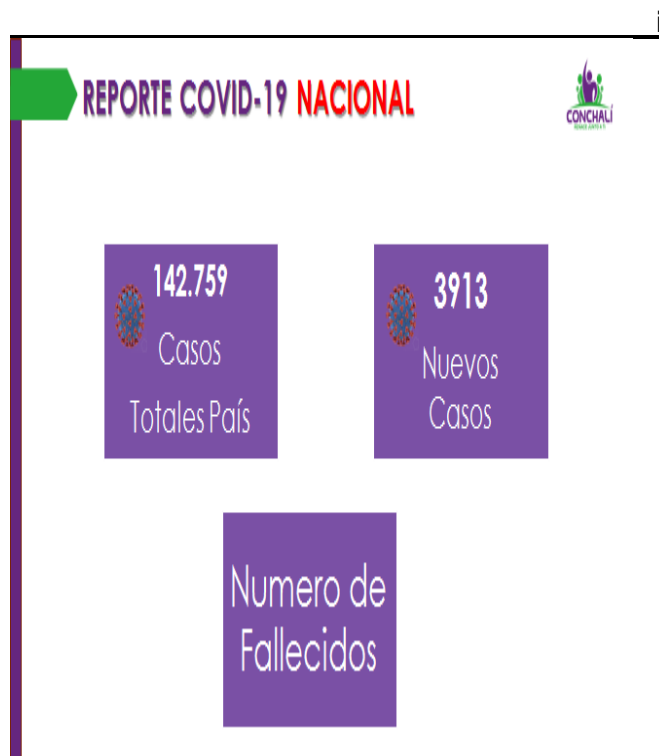 i
REPORTE COVID-19 NACIONAL
CONCHALÍ
142.759
Casos
Totales País
3913
Nuevos
Casos
Numero de
Fallecidos